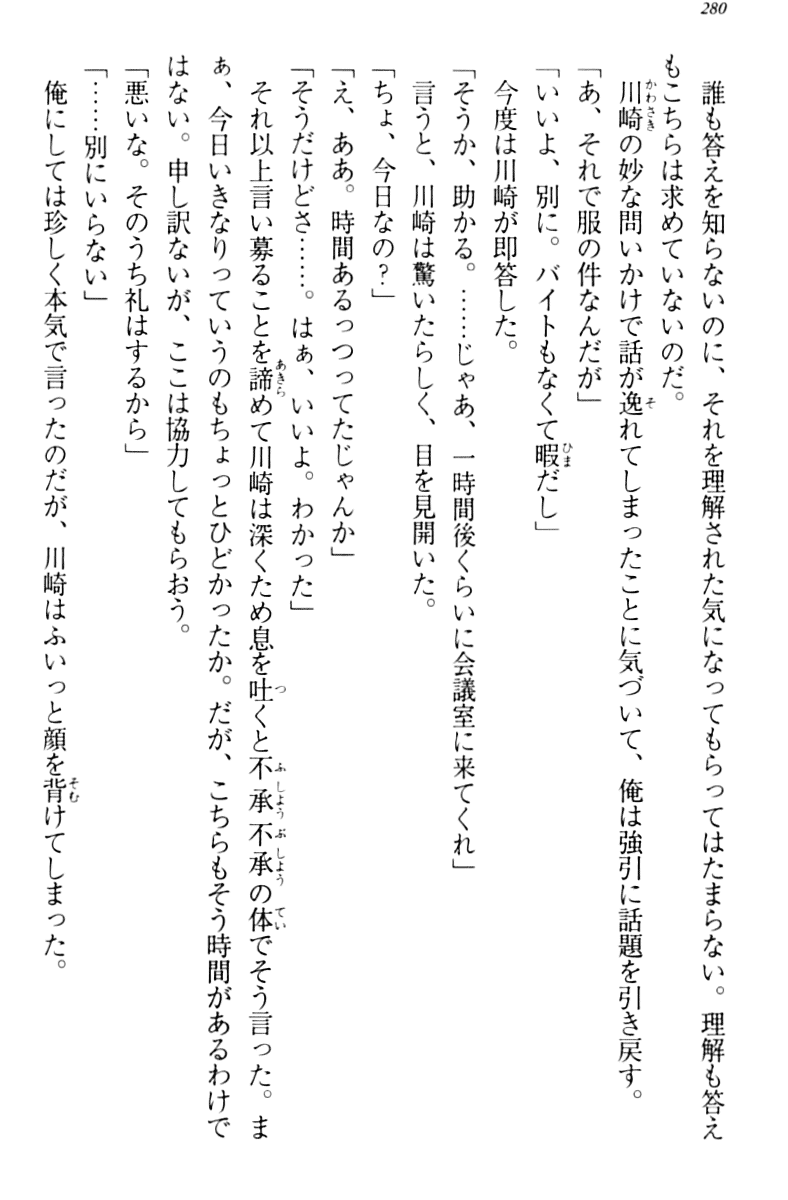 280
誰も答えを知らないのに、それを理解された気になってもらってはたまらない。理解も答え
もこちらは求めていないのだ。
川崎の妙な問いかけで話が逸れてしまったことに気づいて、俺は強引に話題を引き戻す。
「あ、それで服の件なんだが」
「いいよ、別に。バイトもなくて暇だし」
今度は川崎が即答した。
「そうか、助かる。……じゃあ、一時間後くらいに会議室に来てくれ」
言うと、川崎は驚いたらしく、目を見開いた。
「ちょ、今日なの？」
「え、ああ。時間あるっつってたじゃんか」
「そうだけどさ……。はぁ、いいよ。わかった」
それ以上言い募ることを諦めて川崎は深くため息を吐くと不承不承の体でそう言った。ま
ぁ、今日いきなりっていうのもちょっとひどかったか。だが、こちらもそう時間があるわけで
はない。申し訳ないが、ここは協力してもらおう。
「悪いな。そのうち礼はするから」
「……別にいらない」
俺にしては珍しく本気で言ったのだが、川崎はふいっと顔を背けてしまった。